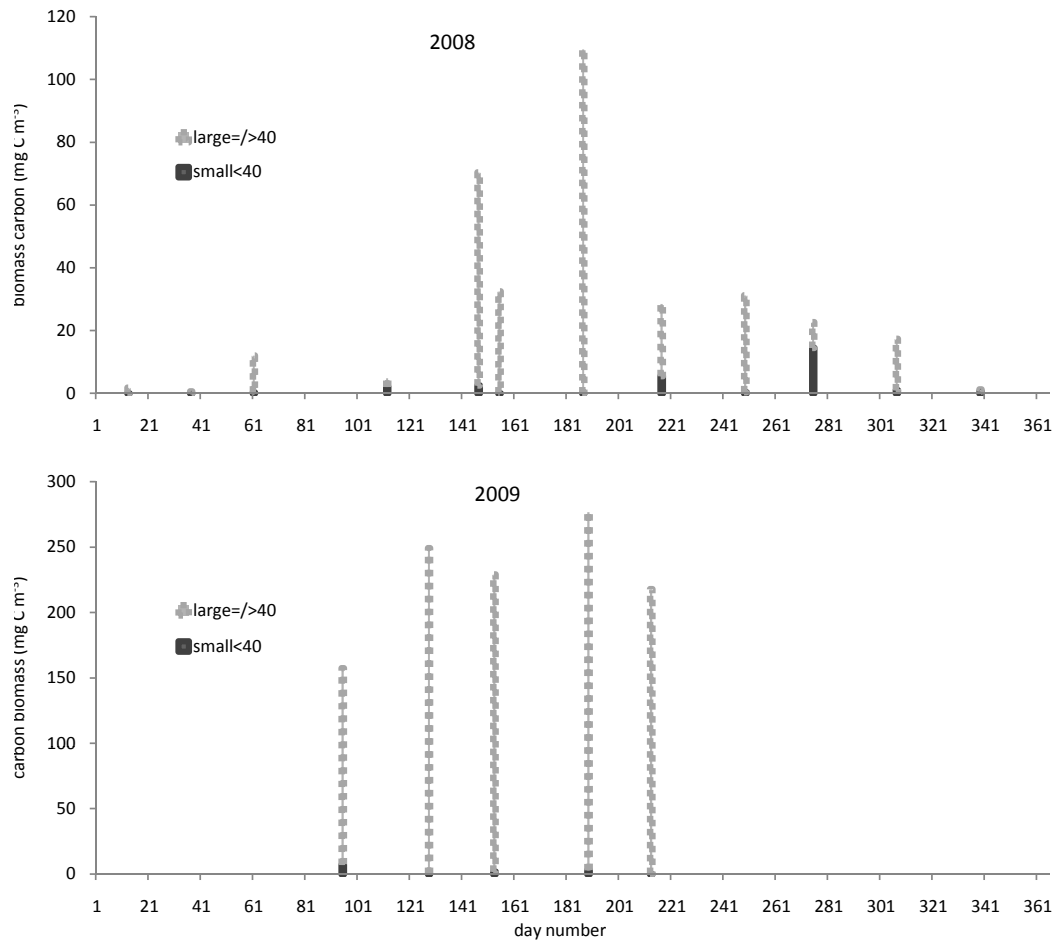 120
2008
100
80
60
40
20
0
biomass carbon (mg C m⁻³)
large=/>40
small<40
1 21 41 61 81 101 121 141 161 181 201 221 241 261 281 301 321 341 361
300
2009
250
200
150
100
50
0
carbon biomass (mg C m⁻³)
large=/>40
small<40
1 21 41 61 81 101 121 141 161 181 201 221 241 261 281 301 321 341 361
day number